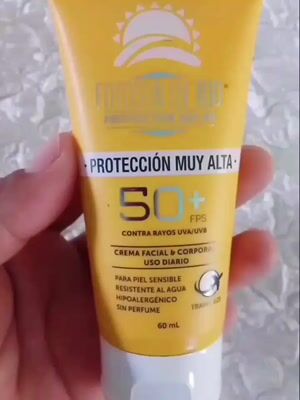 PROTECCIÓN MUY ALTA
50+
FPS
CONTRA RAYOS UVA/UVB
CREMA FACIAL & CORPORAL
USO DIARIO
PARA PIEL SENSIBLE
RESISTENTE AL AGUA
HIPOALERGÉNICO
SIN PERFUME
60 mL